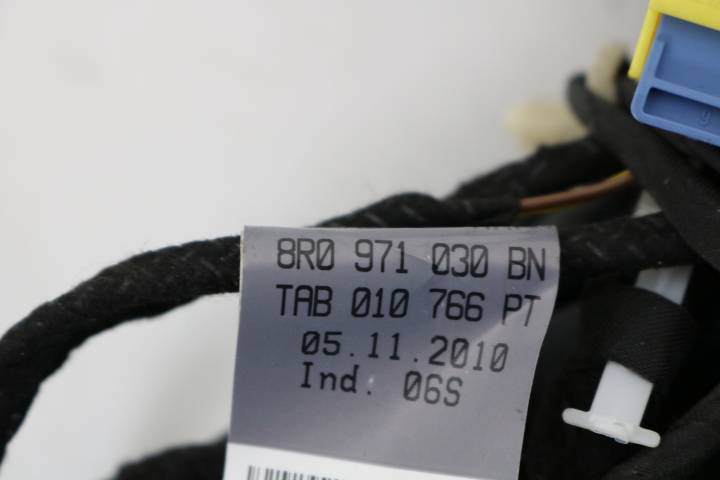 8R0 971 030 BN
TAB 010 766 PT
05.11.2010
Ind. 06S